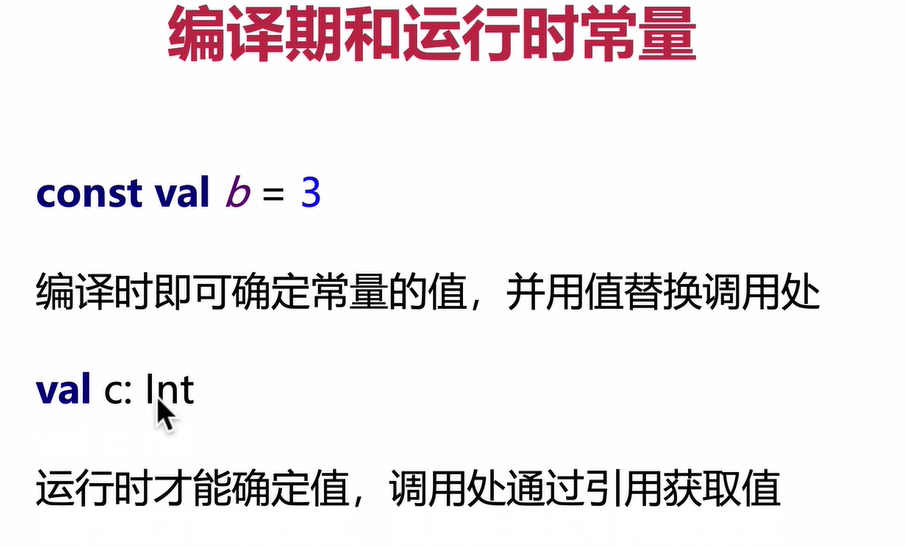 编译期和运行时常量
const val b = 3
编译时即可确定常量的值，并用值替换调用处
val c: Int
运行时才能确定值，调用处通过引用获取值